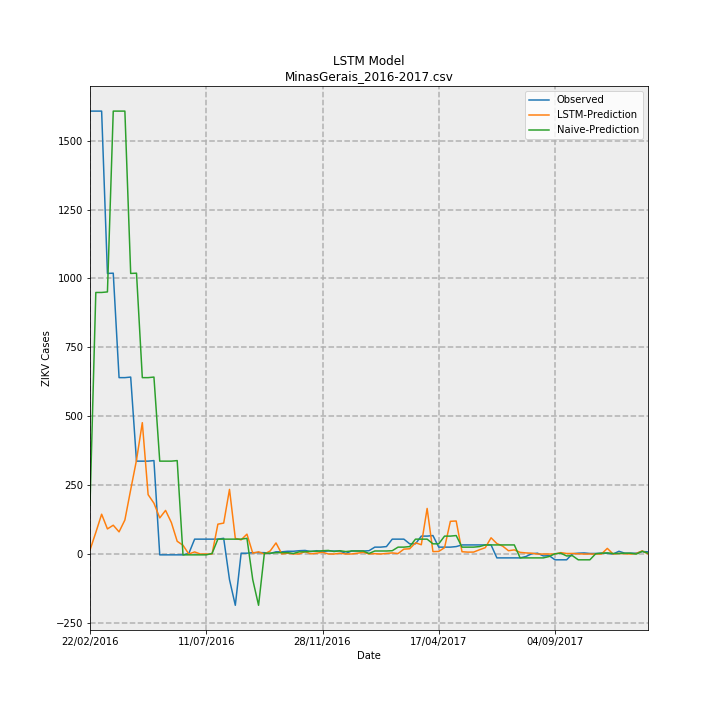 LSTM Model
MinasGerais_2016-2017.csv
Observed
LSTM-Prediction
Naive-Prediction
ZIKV Cases
1500
1250
1000
750
500
250
0
−250
22/02/2016
11/07/2016
28/11/2016
17/04/2017
04/09/2017
Date